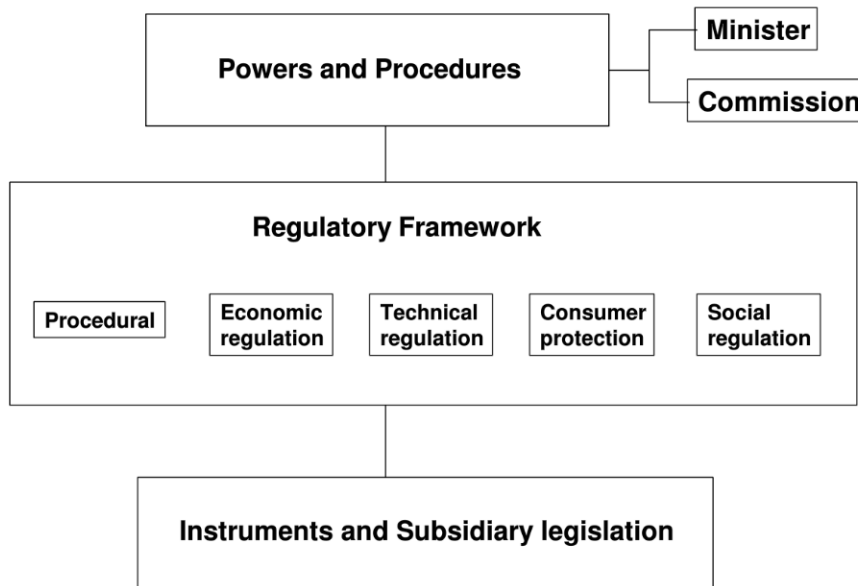 Powers and Procedures
Minister
Commission
Regulatory Framework
Procedural
Economic
regulation
Technical
regulation
Consumer
protection
Social
regulation
Instruments and Subsidiary legislation